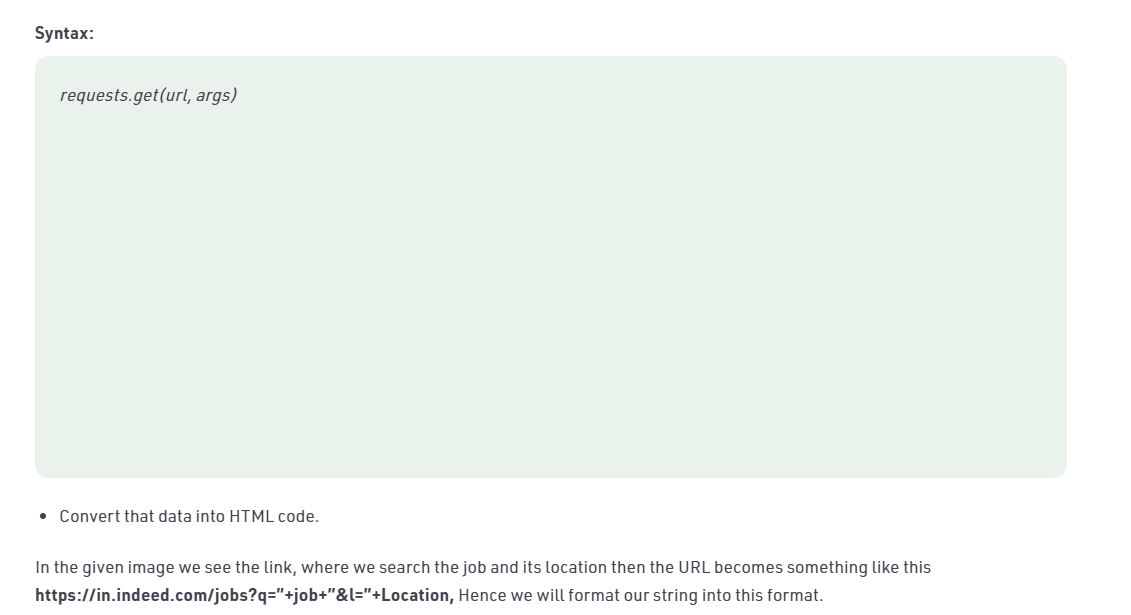 Syntax:
requests.get(url, args)
• Convert that data into HTML code.
In the given image we see the link, where we search the job and its location then the URL becomes something like this
https://in.indeed.com/jobs?q=”+job+”&l=”+Location, Hence we will format our string into this format.